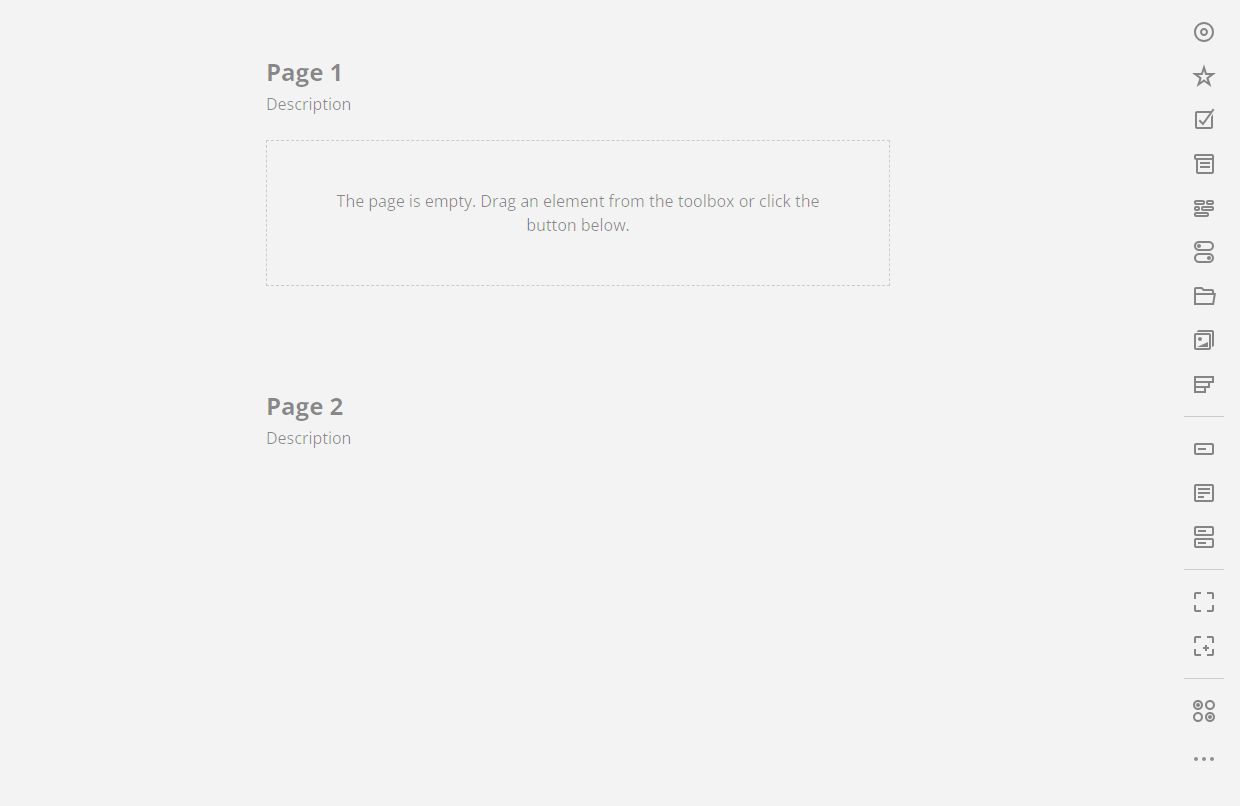 Page 1
Description
The page is empty. Drag an element from the toolbox or click the
button below.
Page 2
Description